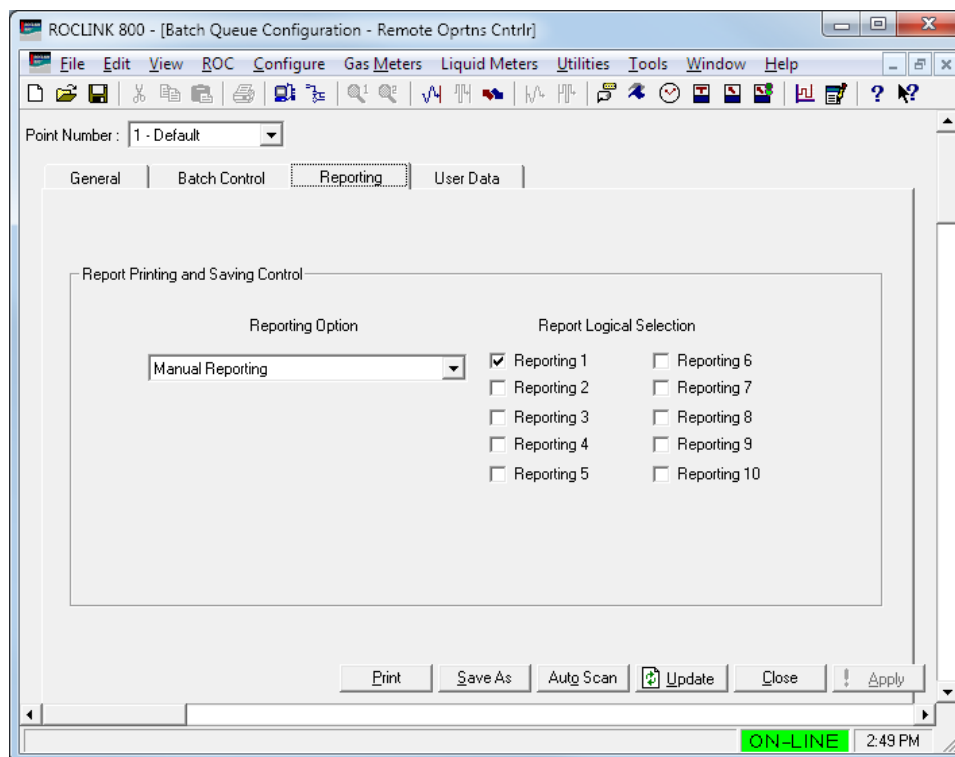 ROCLINK 800 - [Batch Queue Configuration - Remote Oprtns Cntrlr]
File Edit View ROC Configure Gas Meters Liquid Meters Utilities Tools Window Help
Point Number : 1 - Default
General Batch Control Reporting User Data
Report Printing and Saving Control
Reporting Option Report Logical Selection
Manual Reporting
Reporting 1 Reporting 6
Reporting 2 Reporting 7
Reporting 3 Reporting 8
Reporting 4 Reporting 9
Reporting 5 Reporting 10
Print Save As Auto Scan Update Close ! Apply
ON-LINE 2:49 PM